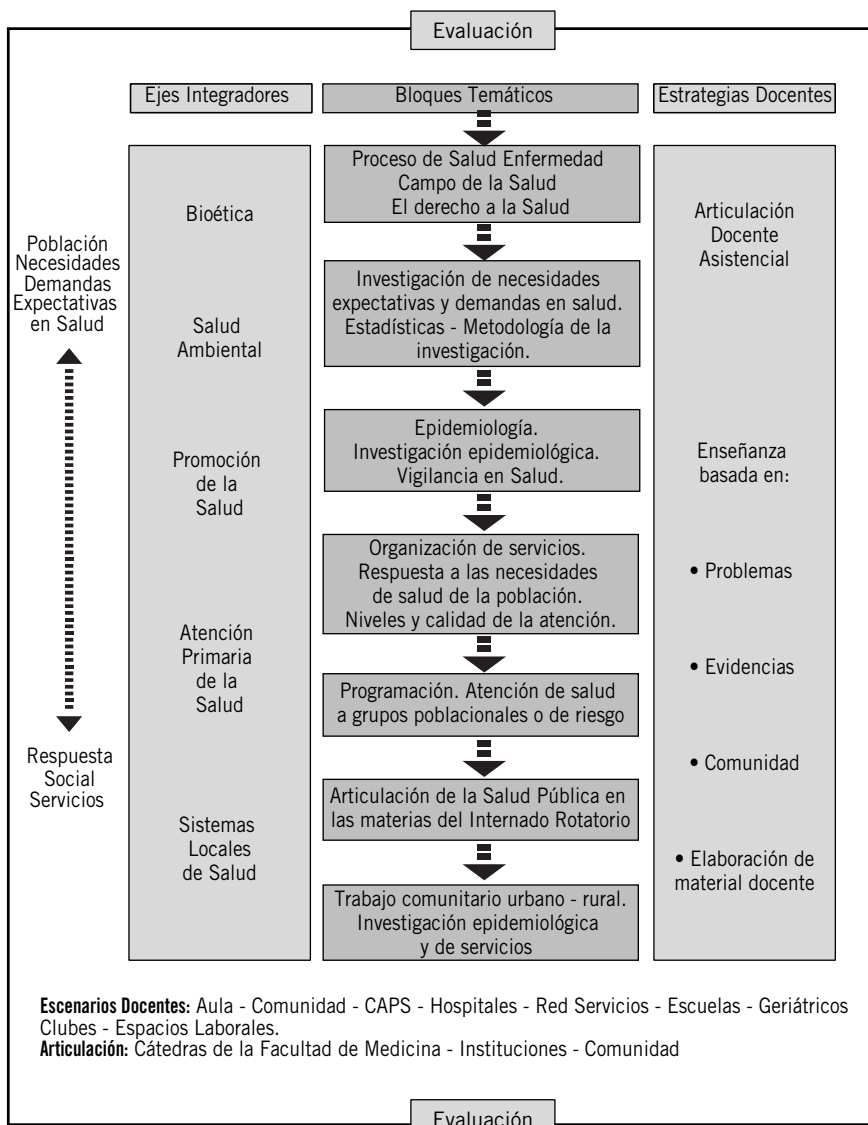 Evaluación
Ejes Integradores
Bloques Temáticos
Estrategias Docentes
Población
Necesidades
Demandas
Expectativas
en Salud
Respuesta
Social
Servicios
Bioética
Salud
Ambiental
Promoción
de la
Salud
Atención
Primaria
de la
Salud
Sistemas
Locales
de Salud
Proceso de Salud Enfermedad
Campo de la Salud
El derecho a la Salud
Investigación de necesidades
expectativas y demandas en salud.
Estadísticas - Metodología de la
investigación.
Epidemiología.
Investigación epidemiológica.
Vigilancia en Salud.
Organización de servicios.
Respuesta a las necesidades
de salud de la población.
Niveles y calidad de la atención.
Programación. Atención de salud
a grupos poblacionales o de riesgo
Articulación de la Salud Pública en
las materias del Internado Rotatorio
Trabajo comunitario urbano - rural.
Investigación epidemiológica
y de servicios
Articulación
Docente
Asistencial
Enseñanza
basada en:
• Problemas
• Evidencias
• Comunidad
• Elaboración de
material docente
Escenarios Docentes: Aula - Comunidad - CAPS - Hospitales - Red Servicios - Escuelas - Geriátricos
Clubes - Espacios Laborales.
Articulación: Cátedras de la Facultad de Medicina - Instituciones - Comunidad
Evaluación